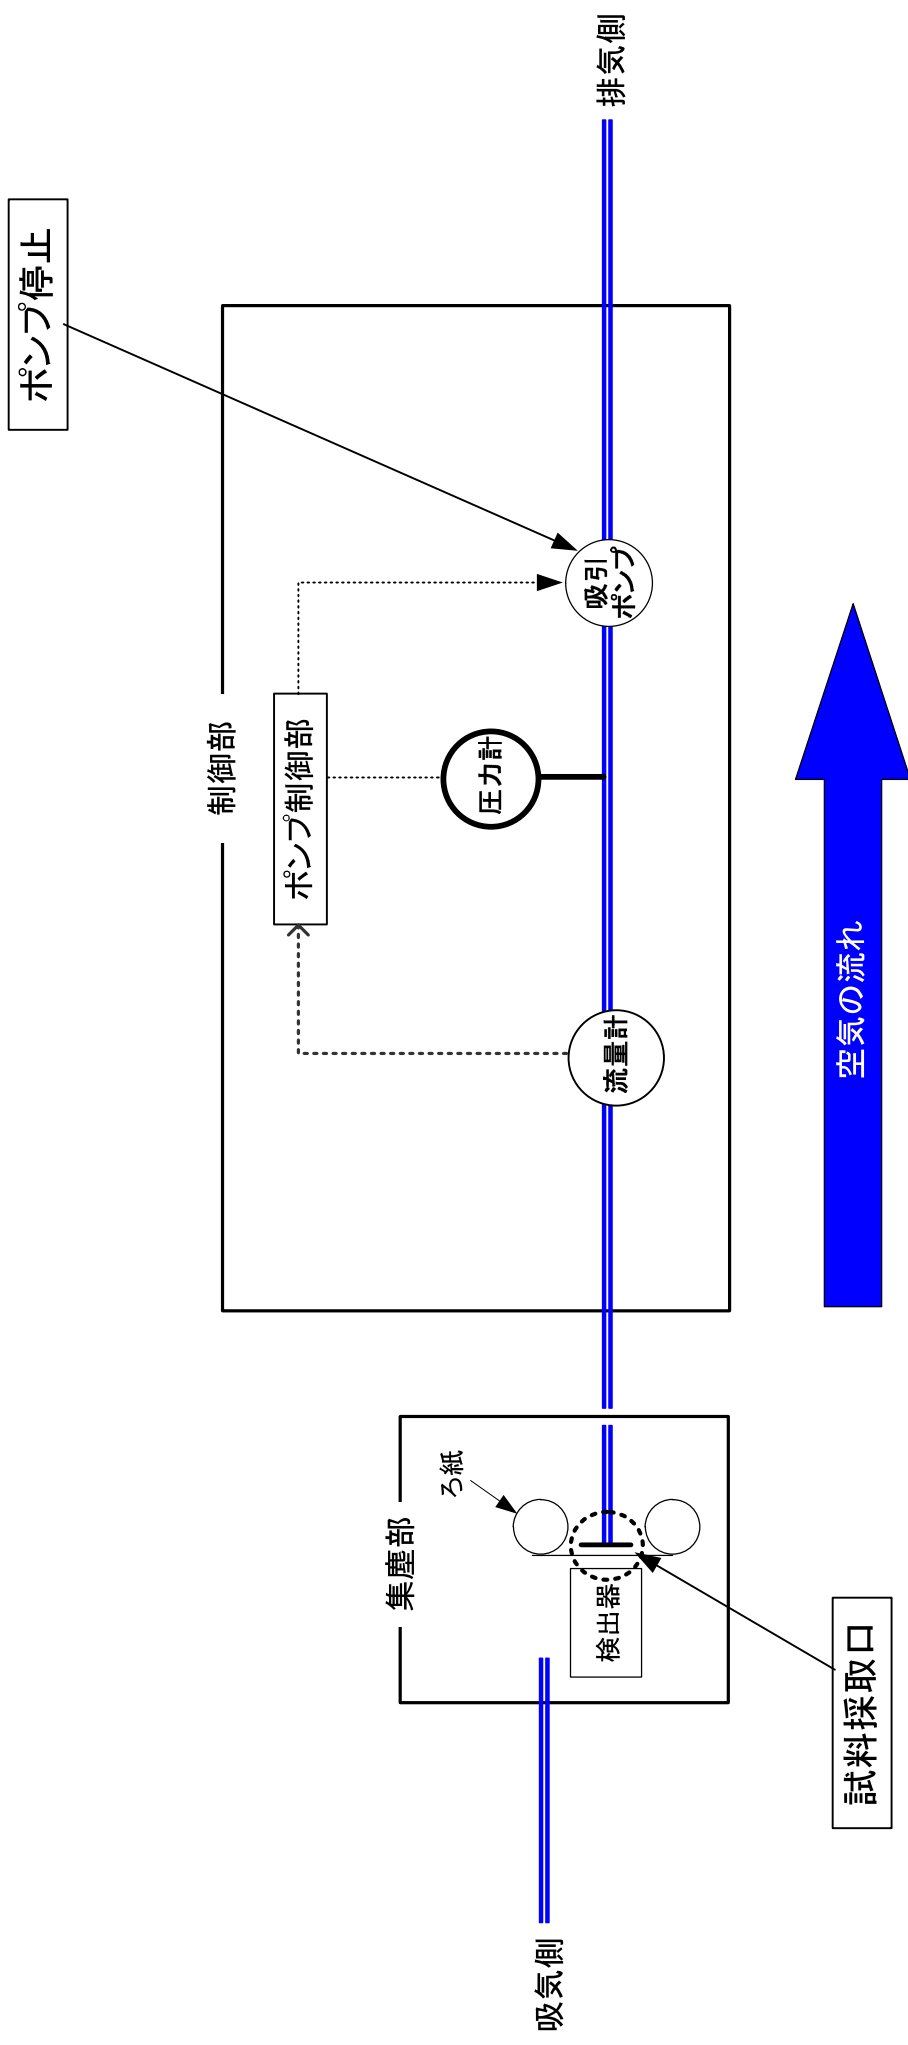 ポンプ停止
制御部
ポンプ制御部
圧力計
流量計
吸引
ポンプ
排気側
集塵部
ろ紙
検出器
吸気側
試料採取口
空気の流れ